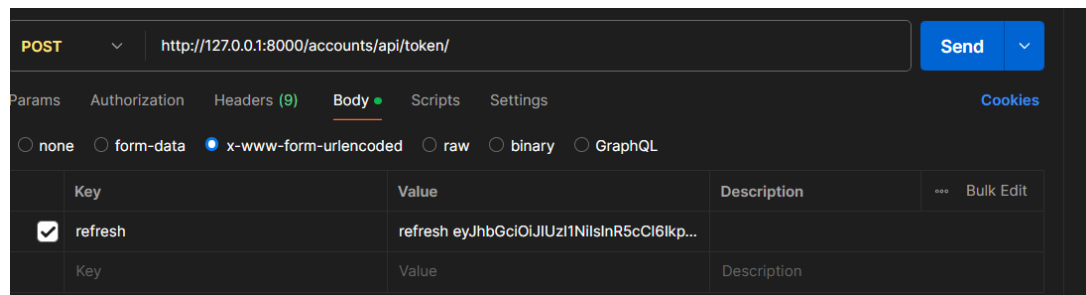 POST http://127.0.0.1:8000/accounts/api/token/ Send
Params Authorization Headers (9) Body Scripts Settings Cookies
none form-data x-www-form-urlencoded raw binary GraphQL
Key Value Description ooo Bulk Edit
refresh refresh eyJhbGciOiJIUzI1NiIsInR5cCI6Ikp...
Key Value Description